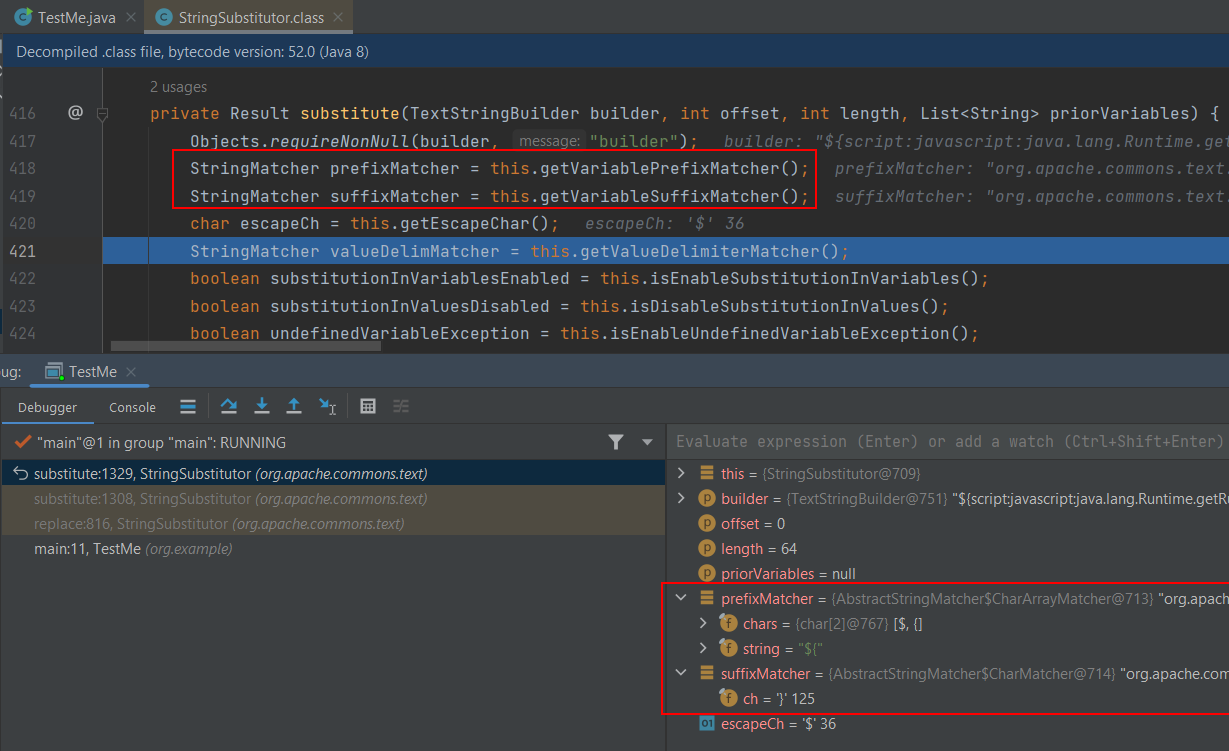 TestMe.java
StringSubstitutor.class
Decompiled .class file, bytecode version: 52.0 (Java 8)
2 usages
416 @ private Result substitute(TextStringBuilder builder, int offset, int length, List<String> priorVariables) {
417 Objects.requireNonNull(builder, message: "builder"); builder: "${script:javascript:java.lang.Runtime.get
418 StringMatcher prefixMatcher = this.getVariablePrefixMatcher(); prefixMatcher: "org.apache.commons.text.
419 StringMatcher suffixMatcher = this.getVariableSuffixMatcher(); suffixMatcher: "org.apache.commons.text.
420 char escapeCh = this.getEscapeChar(); escapeCh: '$' 36
421 StringMatcher valueDelimMatcher = this.getValueDelimiterMatcher();
422 boolean substitutionInVariablesEnabled = this.isEnableSubstitutionInVariables();
423 boolean substitutionInValuesDisabled = this.isDisableSubstitutionInValues();
424 boolean undefinedVariableException = this.isEnableUndefinedVariableException();
ug: TestMe
Debugger Console
"main"@1 in group "main": RUNNING
substitute:1329, StringSubstitutor (org.apache.commons.text)
substitute:1308, StringSubstitutor (org.apache.commons.text)
replace:816, StringSubstitutor (org.apache.commons.text)
main:11, TestMe (org.example)
Evaluate expression (Enter) or add a watch (Ctrl+Shift+Enter)
this = {StringSubstitutor@709}
builder = {TextStringBuilder@751} "${script:javascript:java.lang.Runtime.getRu
offset = 0
length = 64
priorVariables = null
prefixMatcher = {AbstractStringMatcher$CharArrayMatcher@713} "org.apach
chars = {char[2]@767} [$, {]
string = "${"
suffixMatcher = {AbstractStringMatcher$CharMatcher@714} "org.apache.com
ch = '}' 125
escapeCh = '$' 36